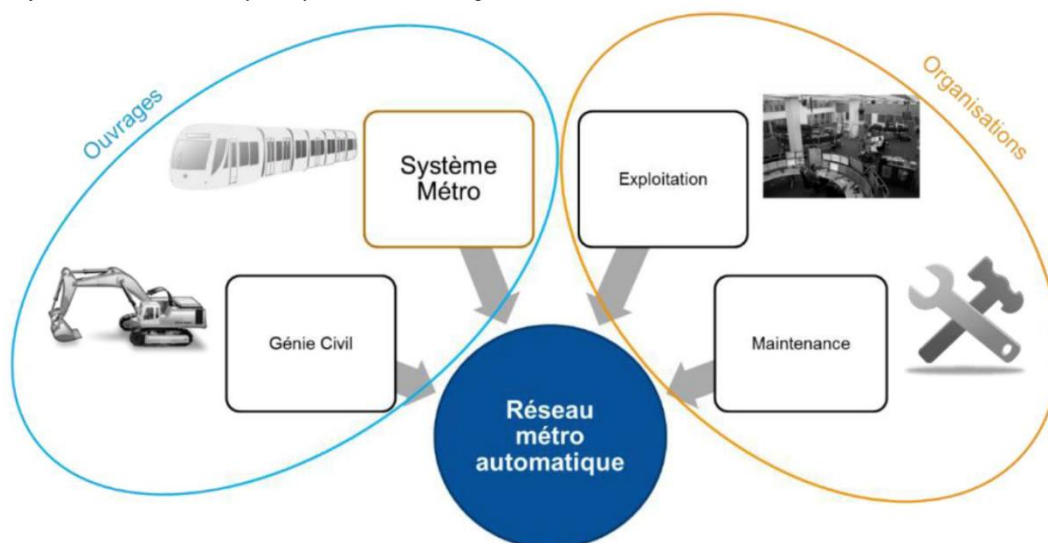 Ouvrages
Organisations
Système
Métro
Exploitation
Génie Civil
Maintenance
Réseau
métro
automatique